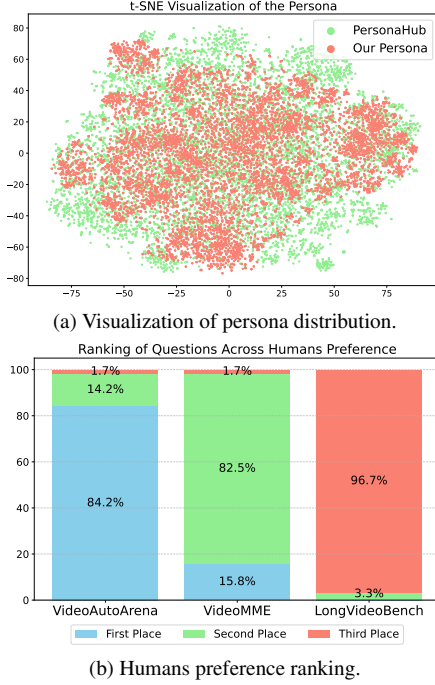 t-SNE Visualization of the Persona
PersonaHub
Our Persona
80
60
40
20
0
−20
−40
−60
−80
−75
−50
−25
0
25
50
75
(a) Visualization of persona distribution.
Ranking of Questions Across Humans Preference
100
80
60
40
20
0
1.7%
14.2%
84.2%
1.7%
82.5%
15.8%
96.7%
3.3%
VideoAutoArena
VideoMME
LongVideoBench
First Place
Second Place
Third Place
(b) Humans preference ranking.